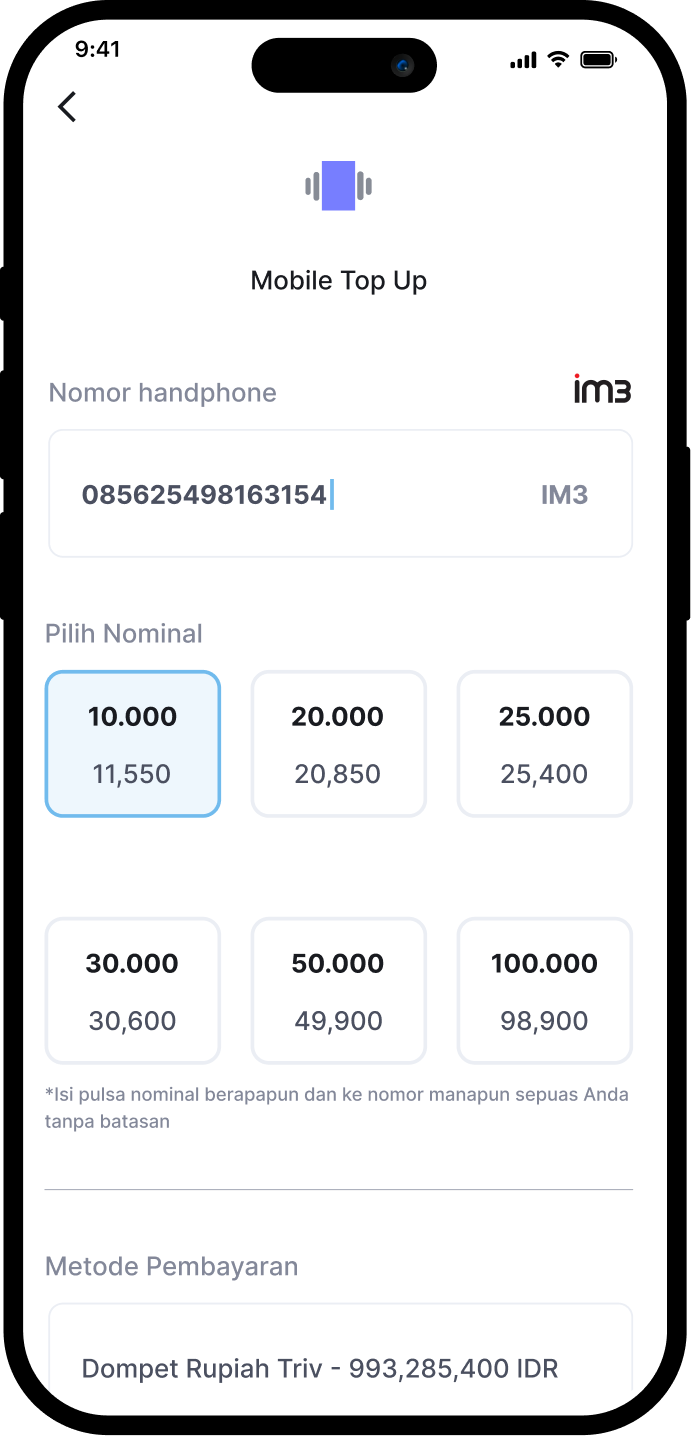 9:41
Mobile Top Up
Nomor handphone im3
085625498163154 IM3
Pilih Nominal
10.000 20.000 25.000
11,550 20,850 25,400
30.000 50.000 100.000
30,600 49,900 98,900
*Isi pulsa nominal berapapun dan ke nomor manapun sepuas Anda
tanpa batasan
Metode Pembayaran
Dompet Rupiah Triv - 993,285,400 IDR